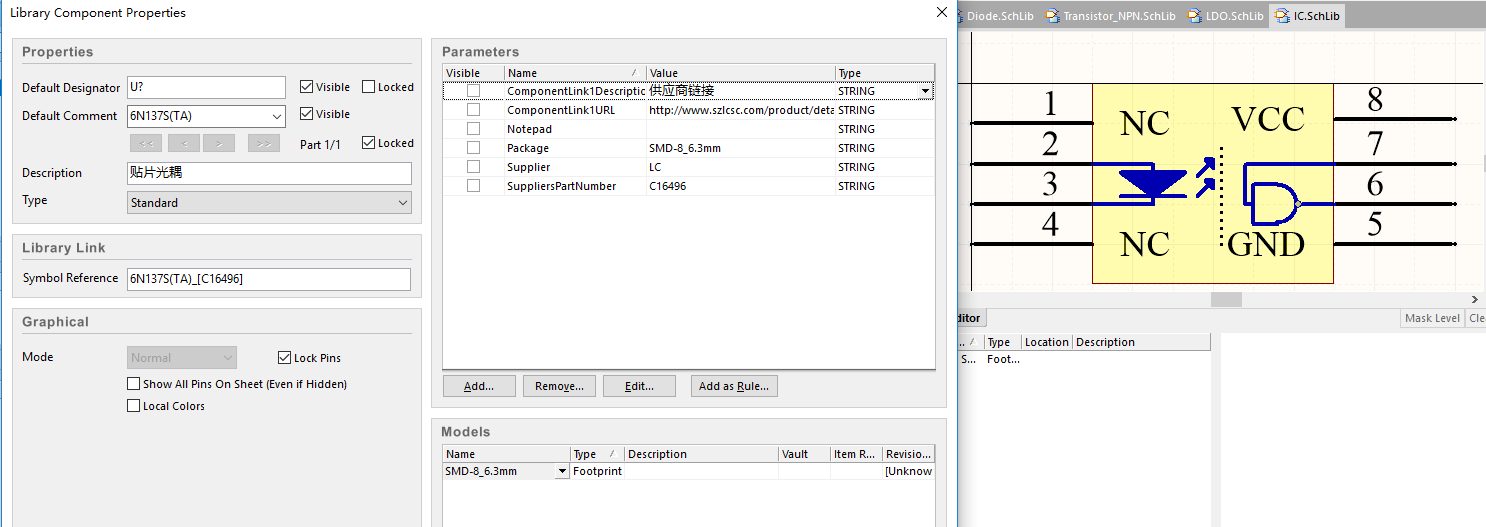 Library Component Properties
Properties
Default Designator U? Visible Locked
Default Comment 6N137S(TA) Visible
<< < > >> Part 1/1 Locked
Description 贴片光耦
Type Standard
Library Link
Symbol Reference 6N137S(TA)_[C16496]
Graphical
Mode Normal Lock Pins
Show All Pins On Sheet (Even if Hidden)
Local Colors
Parameters
Visible Name Value Type
ComponentLink1Descriptic 供应商链接 STRING
ComponentLink1URL http://www.szlcsc.com/product/deta STRING
Notepad STRING
Package SMD-8_6.3mm STRING
Supplier LC STRING
SuppliersPartNumber C16496 STRING
Add... Remove... Edit... Add as Rule...
Models
Name Type Description Vault Item R... Revisio...
SMD-8_6.3mm Footprint [Unknow
Diode.SchLib Transistor_NPN.SchLib LDO.SchLib IC.SchLib
1 NC VCC 8
2 7
3 6
4 NC GND 5
ditor Mask Level Cle
... Type Location Description
S... Foot...